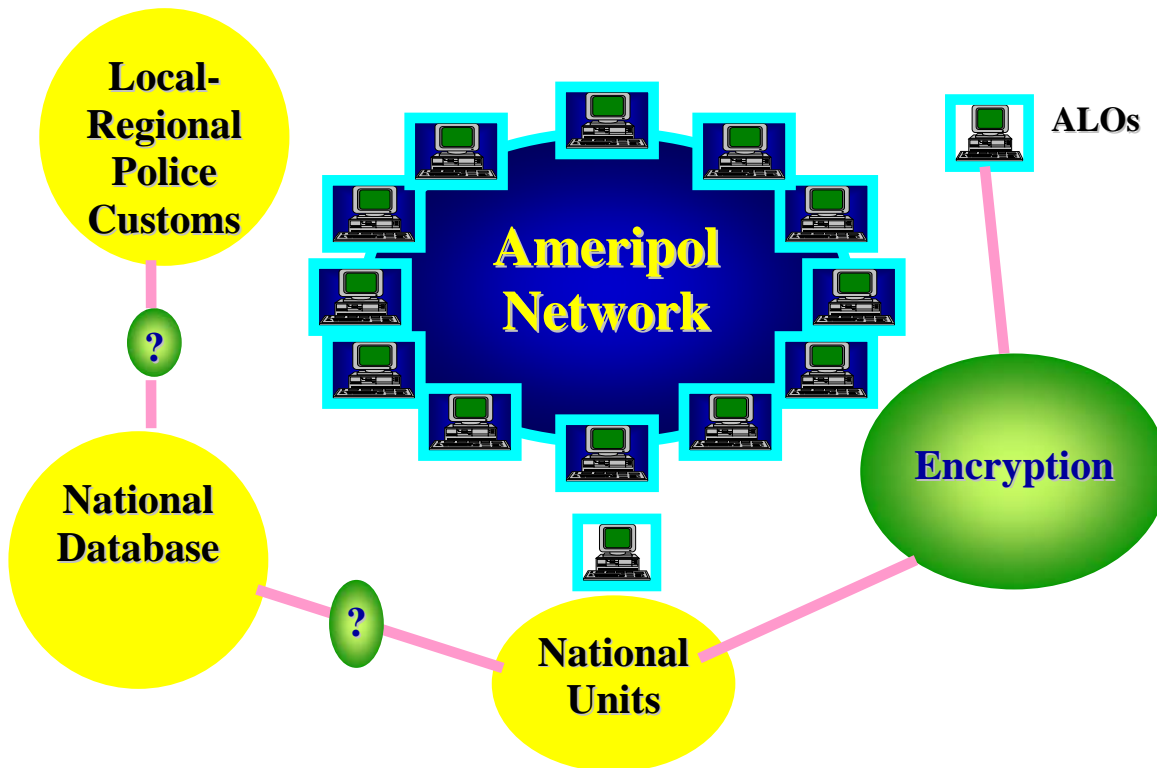 Local-
Regional
Police
Customs
Ameripol
Network
ALOs
?
Encryption
National
Database
?
National
Units